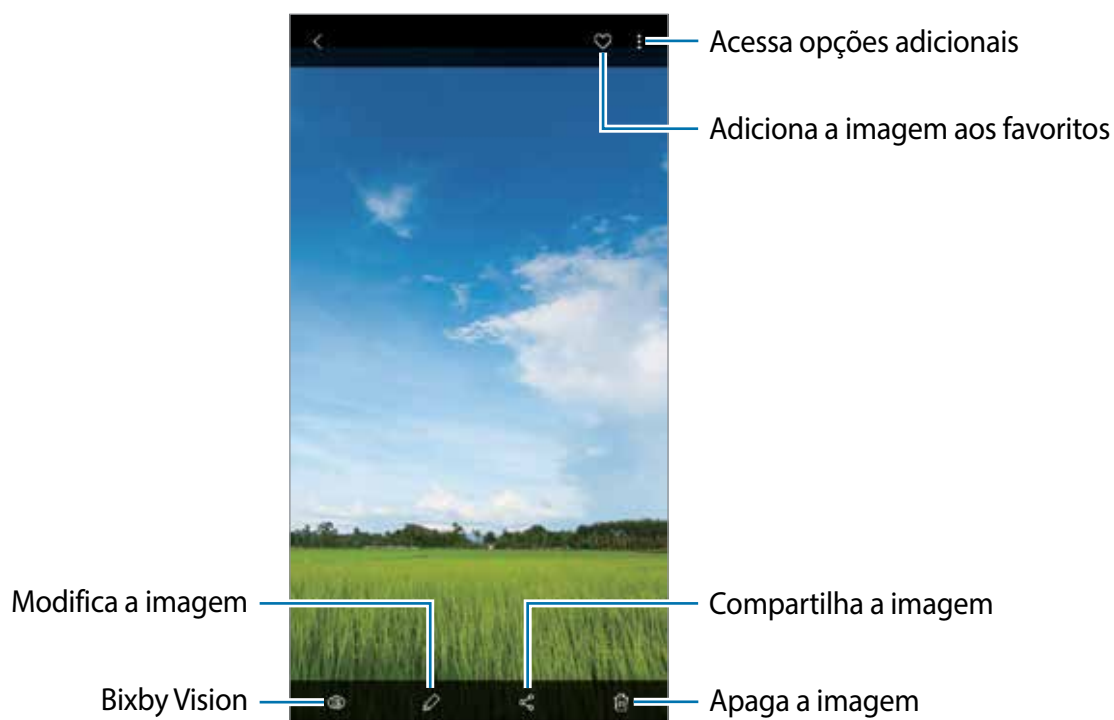 Acessa opções adicionais
Adiciona a imagem aos favoritos
Modifica a imagem
Compartilha a imagem
Bixby Vision
Apaga a imagem